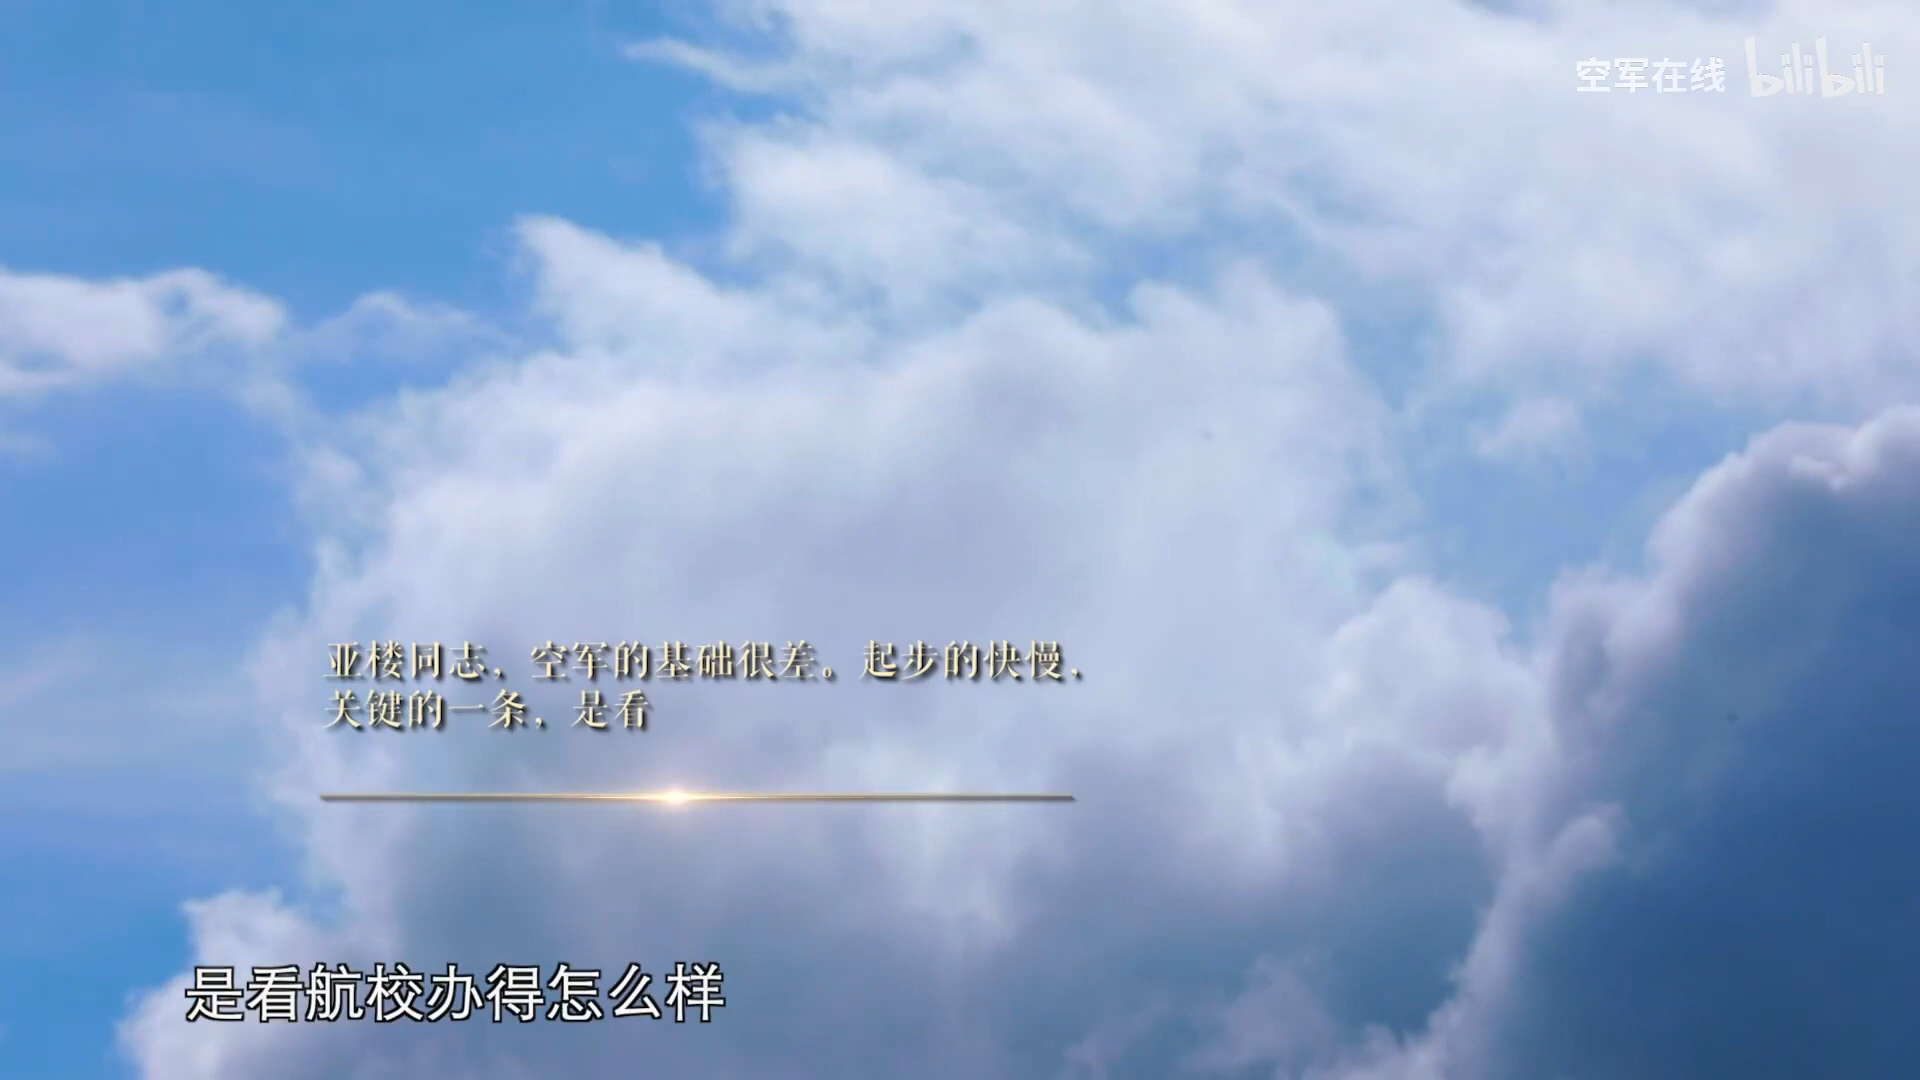 空军在线 bilibili
亚楼同志，空军的基础很差。起步的快慢，
关键的一条，是看
是看航校办得怎么样